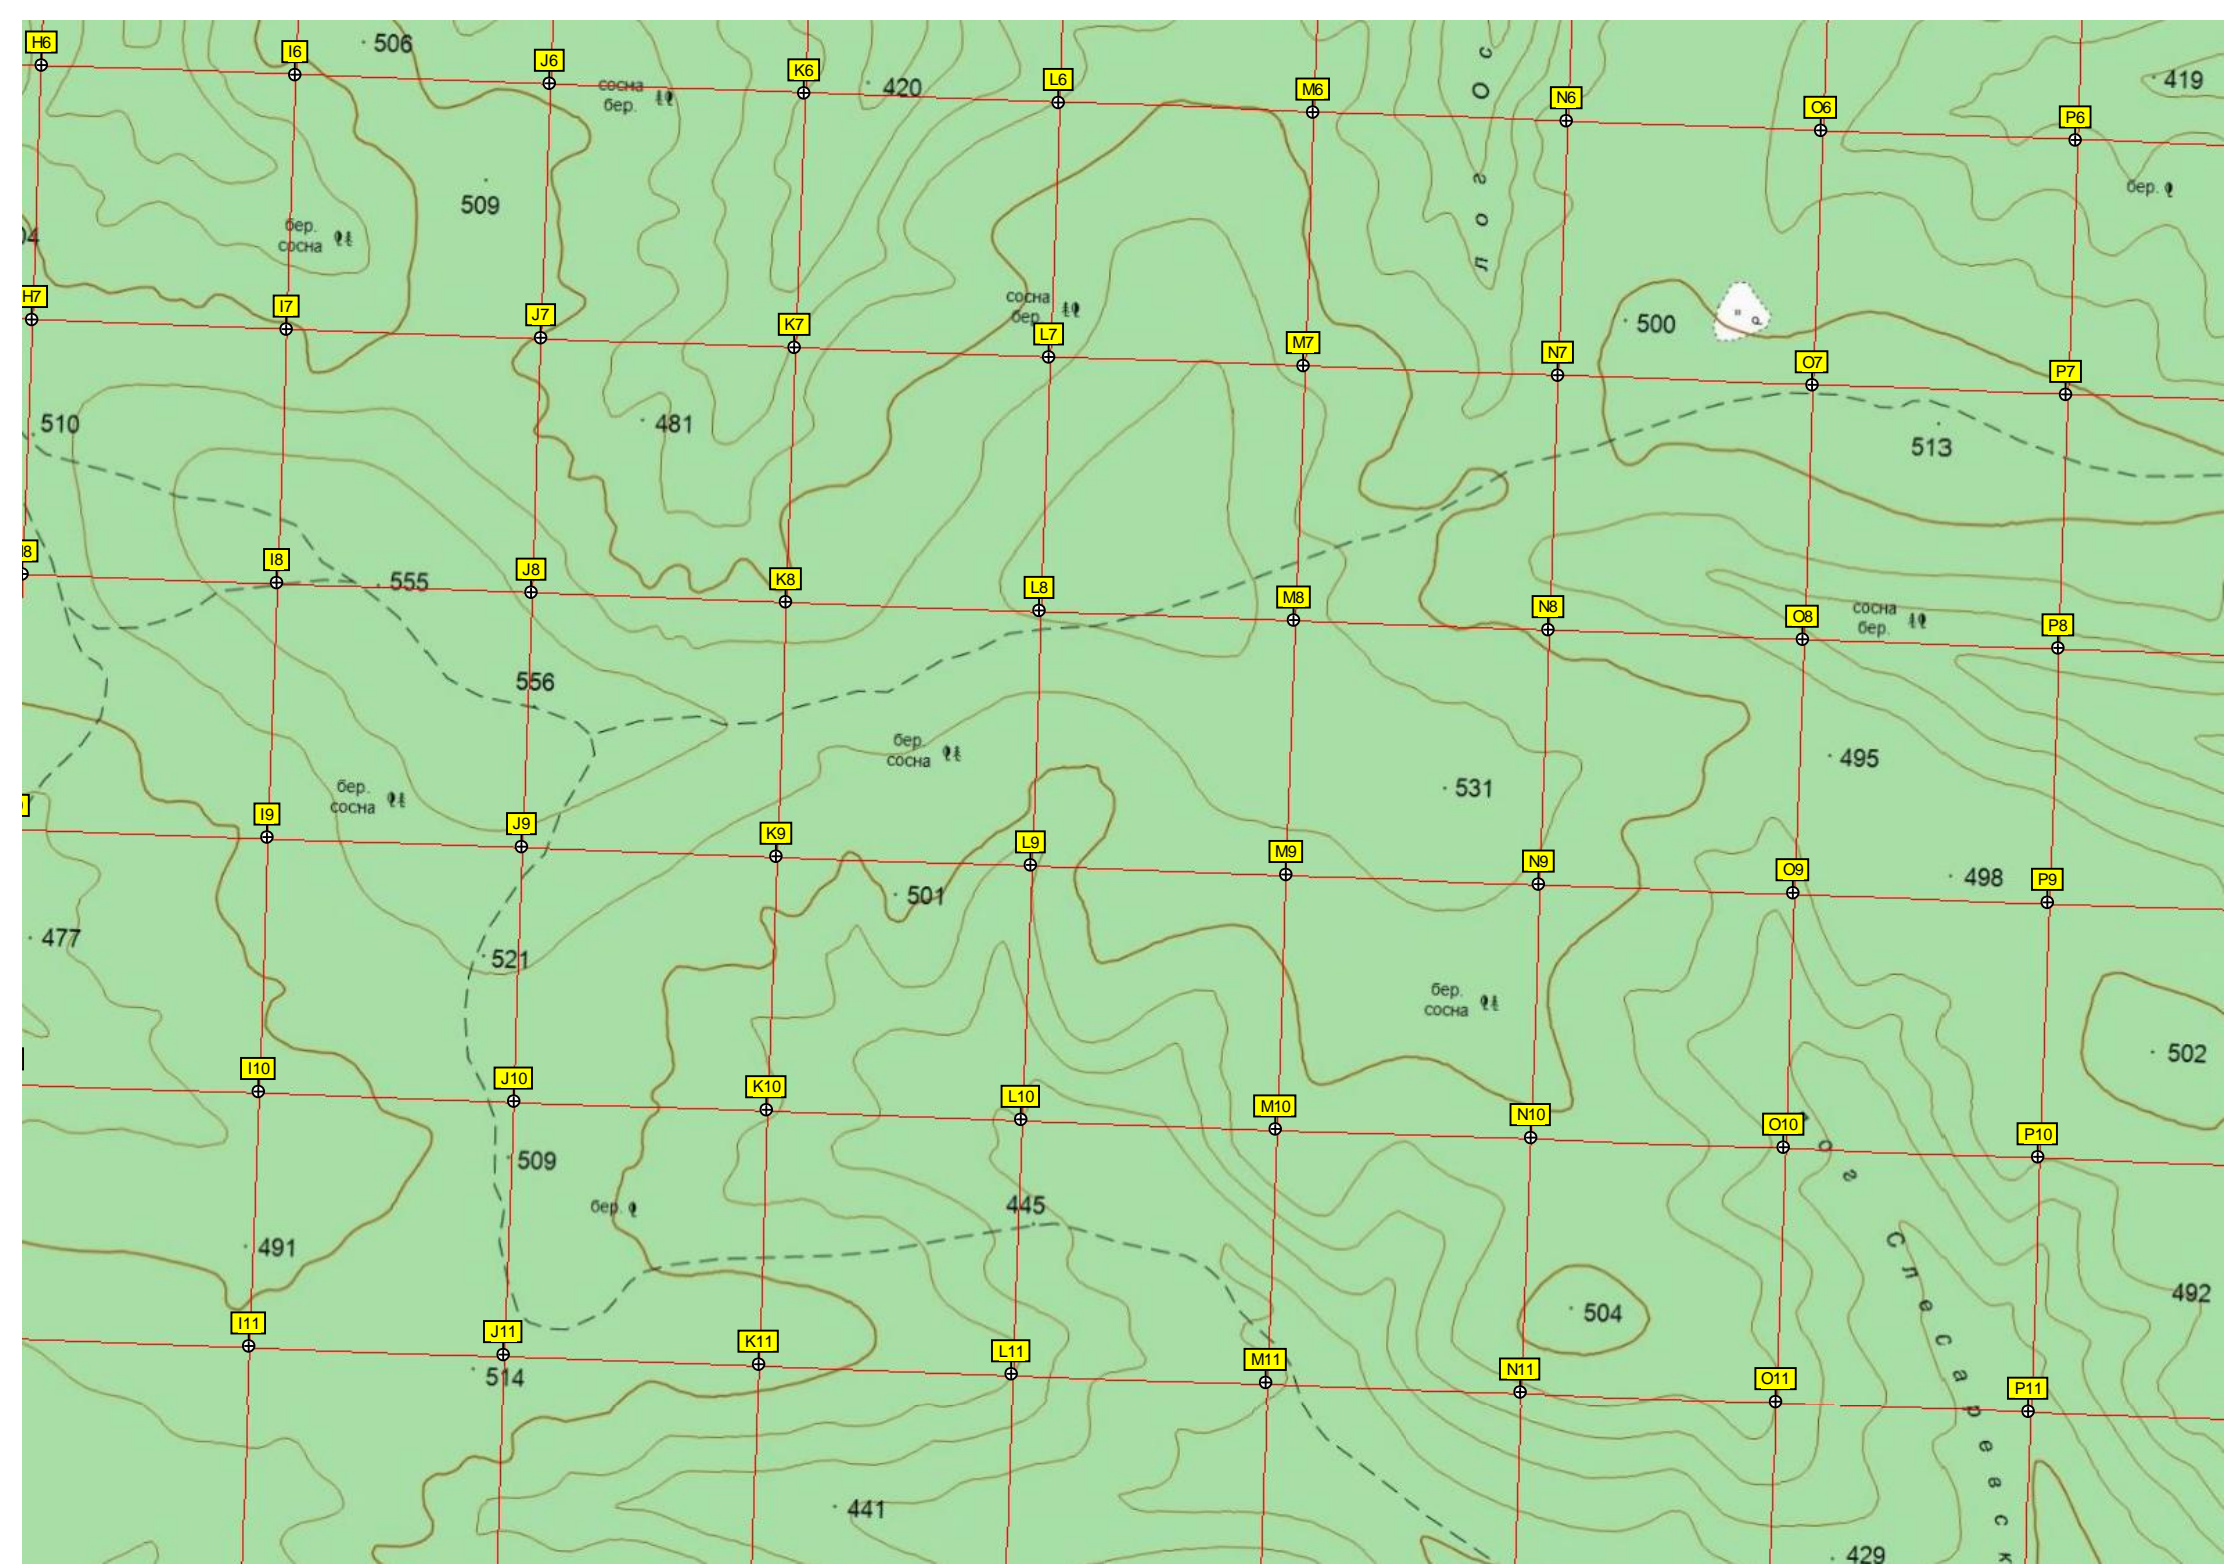 506
H6
I6
J6
K6
L6
M6
N6
O6
P6
420
419
сосна
бер.
О с
л о г
бер.
509
бер.
сосна
04
H7
I7
J7
K7
L7
M7
N7
O7
P7
сосна
бер.
500
р
510
481
513
I8
J8
K8
L8
M8
N8
O8
P8
555
сосна
бер.
556
бер.
сосна
495
531
бер.
сосна
I9
J9
K9
L9
M9
N9
O9
P9
501
498
477
521
бер.
сосна
502
I10
J10
K10
L10
M10
N10
O10
P10
509
о г
445
бер.
491
С л е с а р е в с к
492
504
I11
J11
K11
L11
M11
N11
O11
P11
514
441
429